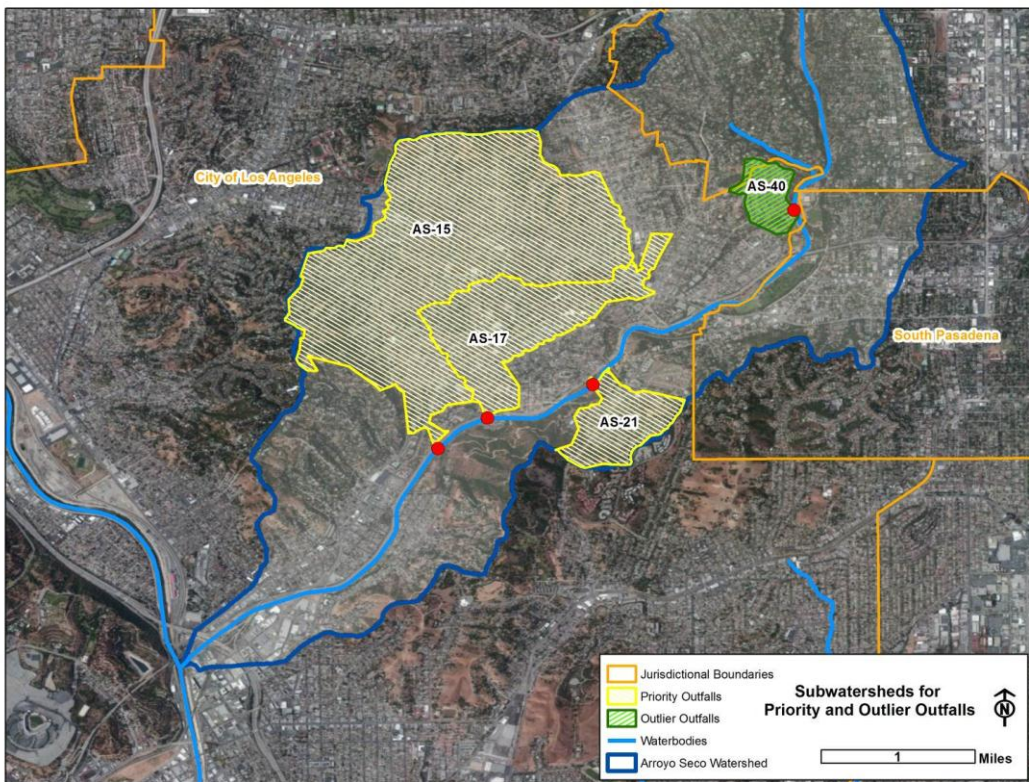 City of Los Angeles
AS-40
AS-15
AS-17
South Pasadena
AS-21
Subwatersheds for
Priority and Outlier Outfalls
Jurisdictional Boundaries
Priority Outfalls
Outlier Outfalls
Waterbodies
Arroyo Seco Watershed
N
1
Miles